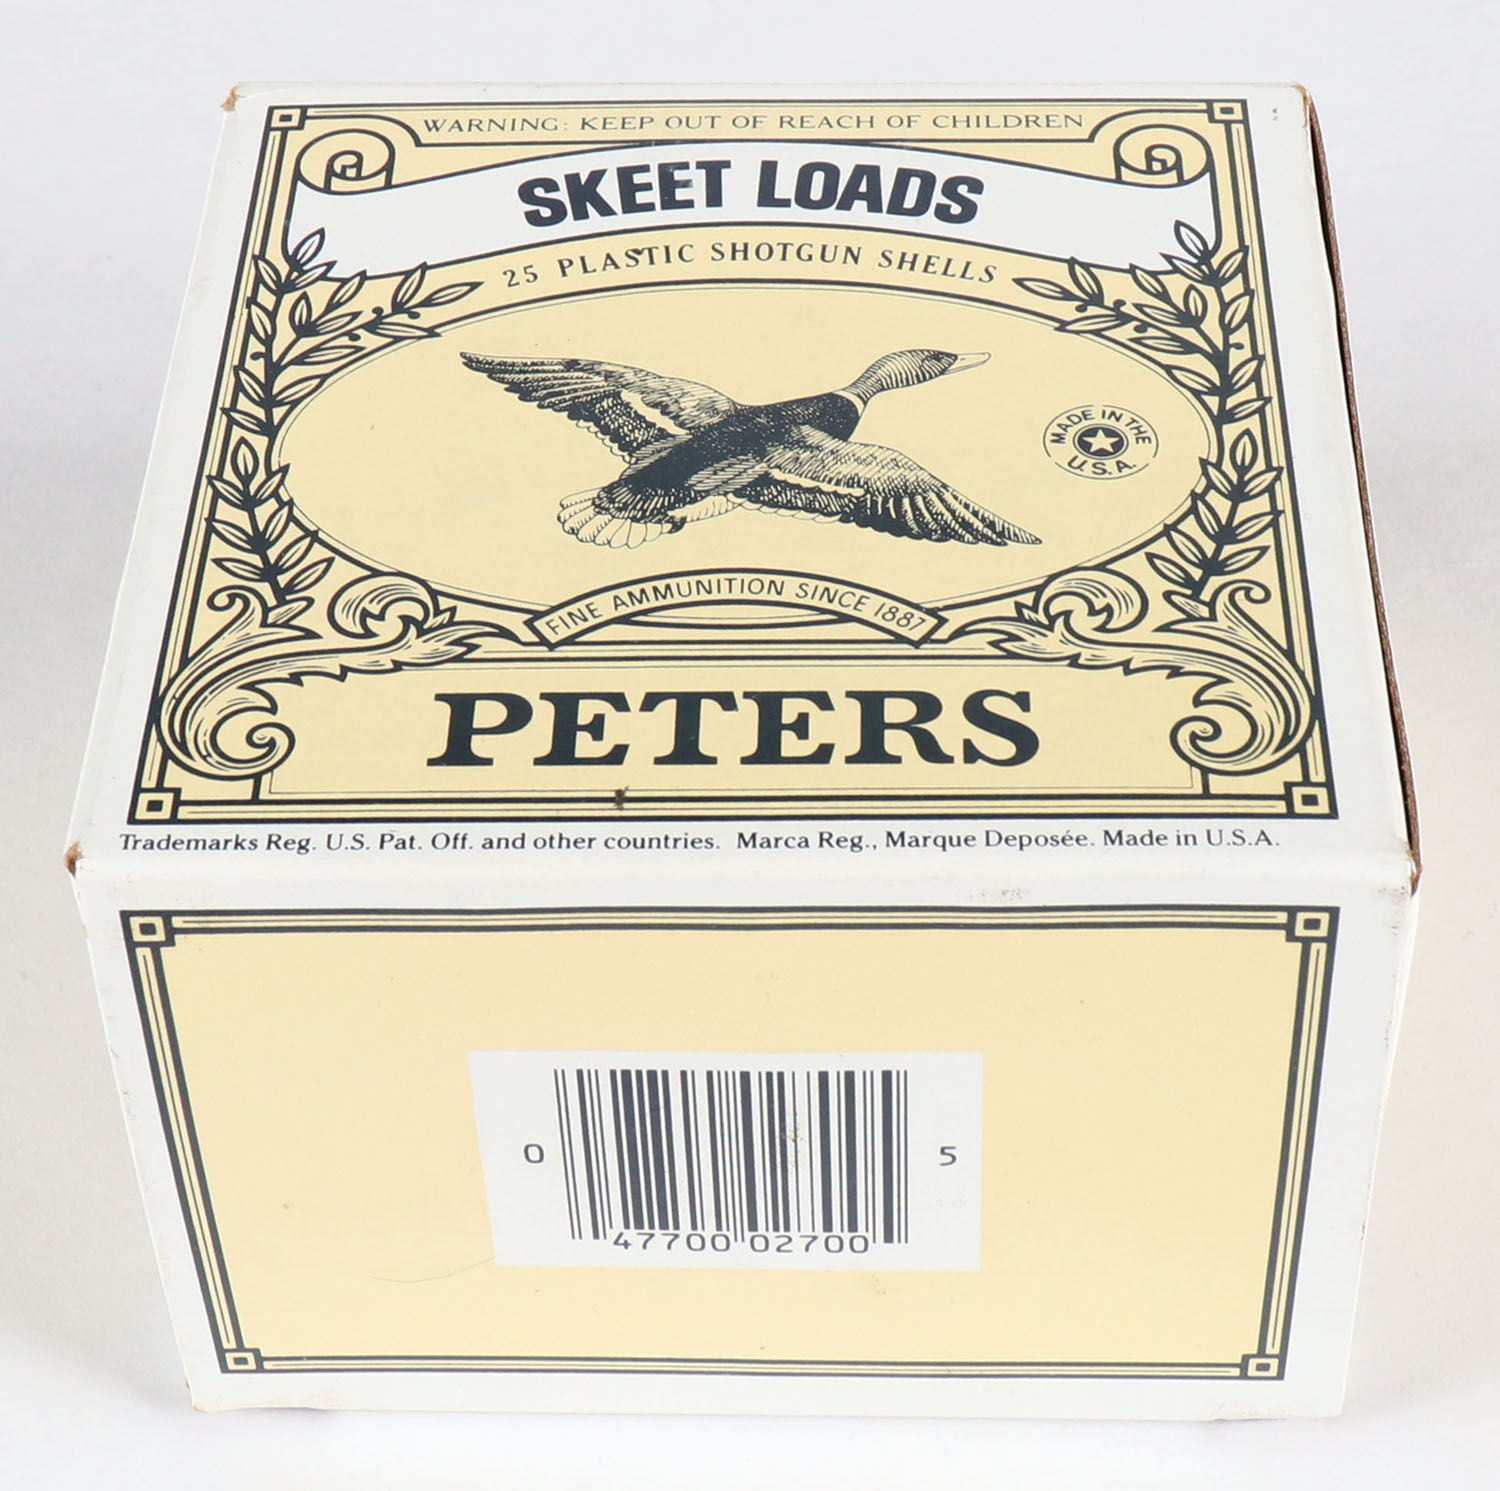 WARNING: KEEP OUT OF REACH OF CHILDREN
SKEET LOADS
25 PLASTIC SHOTGUN SHELLS
MADE IN THE
U.S.A.
FINE AMMUNITION SINCE 1887
PETERS
Trademarks Reg. U.S. Pat. Off. and other countries. Marca Reg., Marque Deposée. Made in U.S.A.
0 47700 02700 5